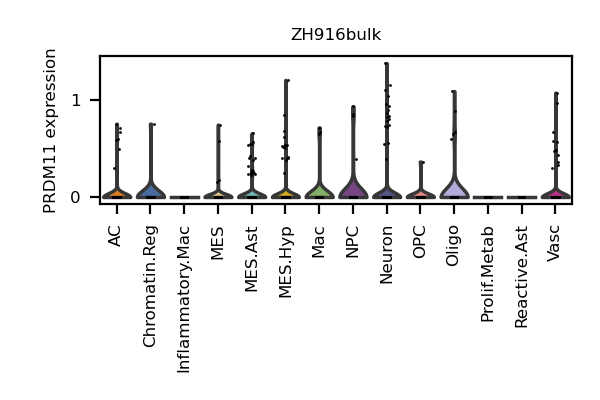 ZH916bulk
PRDM11 expression
1
0
AC
Chromatin.Reg
Inflammatory.Mac
MES
MES.Ast
MES.Hyp
Mac
NPC
Neuron
OPC
Oligo
Prolif.Metab
Reactive.Ast
Vasc